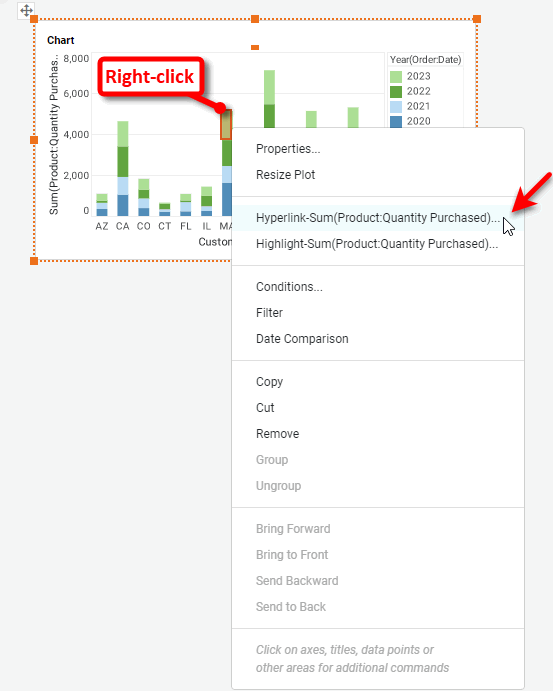 Chart
Sum(Product:Quantity Purchas..
8,000
6,000
4,000
2,000
0
Right-click
Year(Order:Date)
2023
2022
2021
2020
AZ CA CO CT FL IL MA
Custom
Properties...
Resize Plot
Hyperlink-Sum(Product:Quantity Purchased)...
Highlight-Sum(Product:Quantity Purchased)...
Conditions...
Filter
Date Comparison
Copy
Cut
Remove
Group
Ungroup
Bring Forward
Bring to Front
Send Backward
Send to Back
Click on axes, titles, data points or
other areas for additional commands